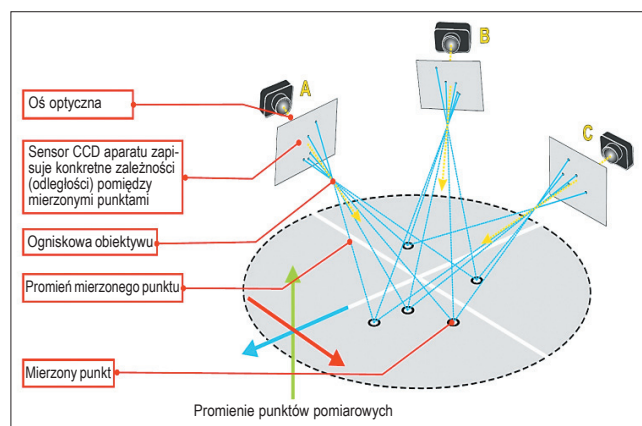 B
A
C
Oś optyczna
Sensor CCD aparatu zapi-
suje konkretne zależności
(odległości) pomiędzy
mierzonymi punktami
Ogniskowa obiektywu
Promień mierzonego punktu
Mierzony punkt
Promienie punktów pomiarowych